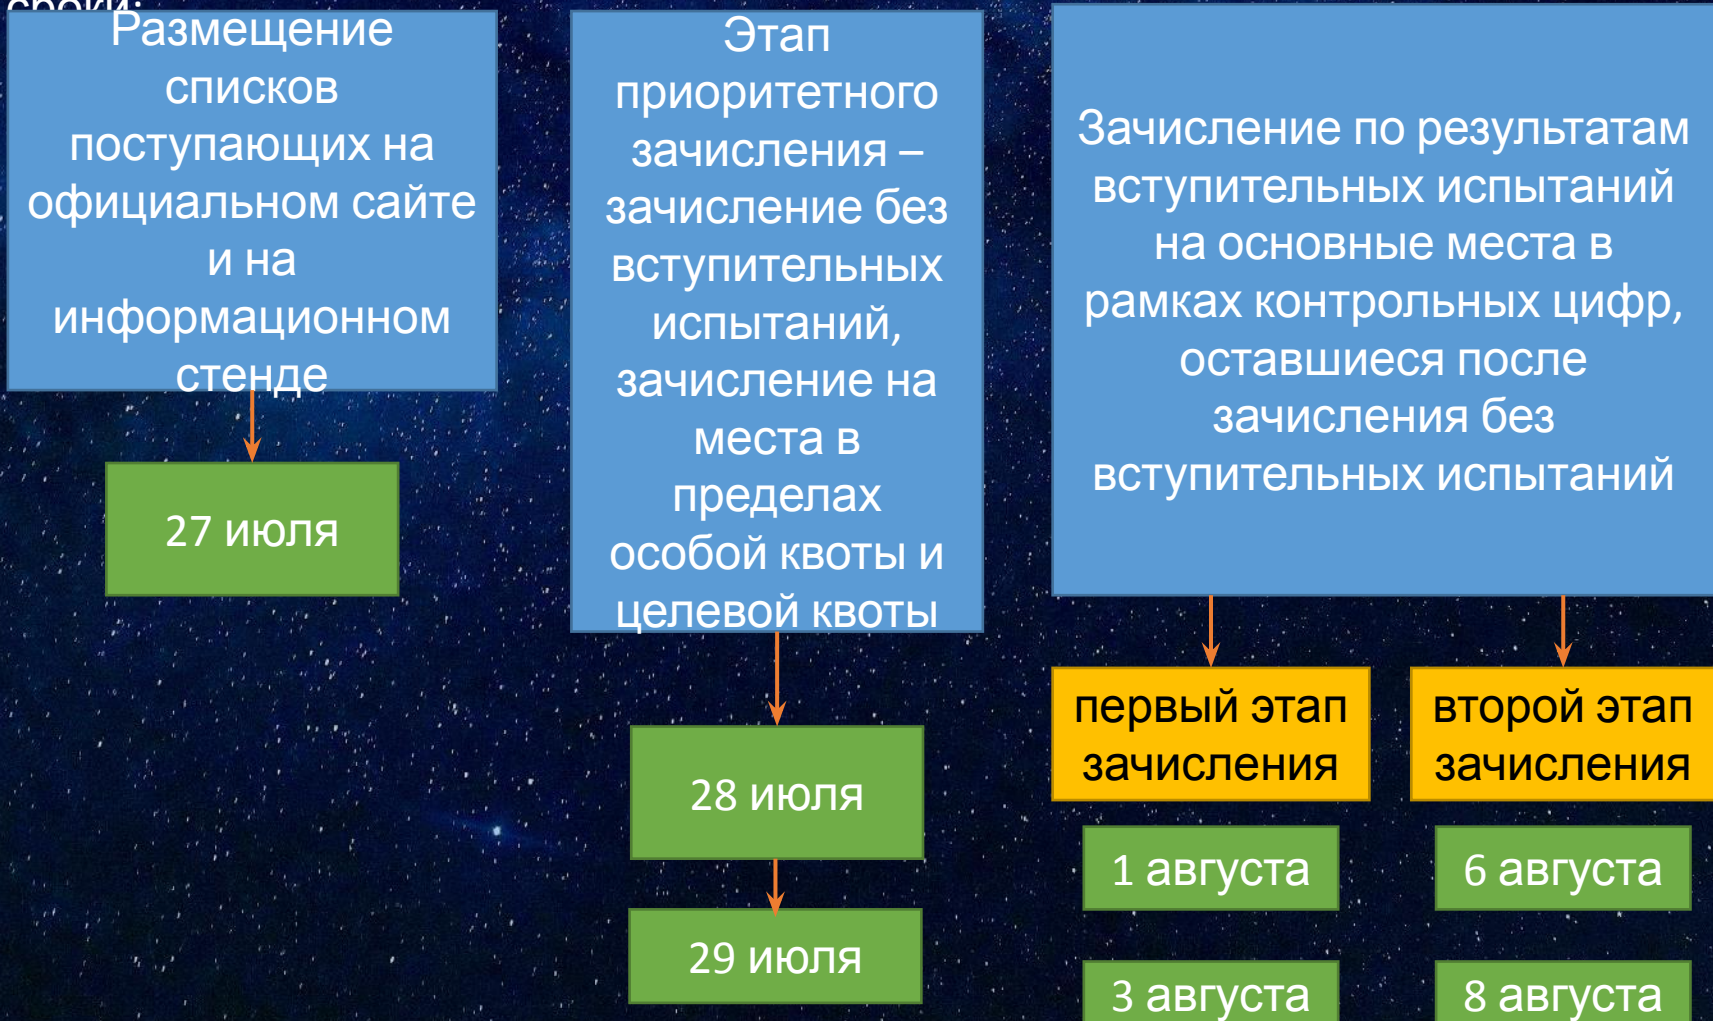 сроки:
Размещение
списков
поступающих на
официальном сайте
и на
информационном
стенде
27 июля
Этап
приоритетного
зачисления –
зачисление без
вступительных
испытаний,
зачисление на
места в
пределах
особой квоты и
целевой квоты
28 июля
29 июля
Зачисление по результатам
вступительных испытаний
на основные места в
рамках контрольных цифр,
оставшиеся после
зачисления без
вступительных испытаний
первый этап
зачисления
1 августа
3 августа
второй этап
зачисления
6 августа
8 августа